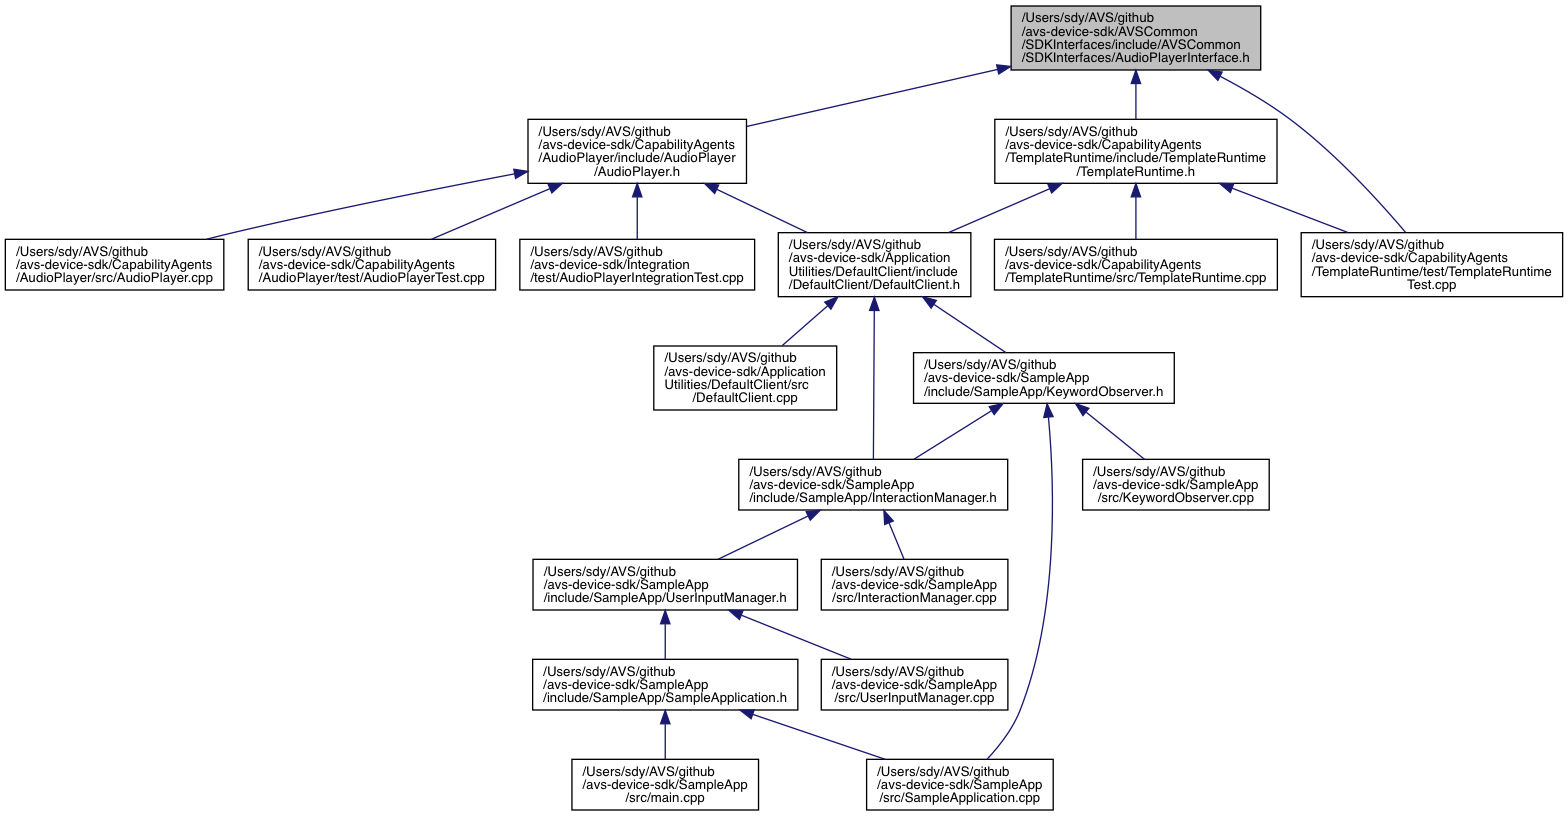 /Users/sdy/AVS/github
/avs-device-sdk/AVSCommon
/SDKInterfaces/include/AVSCommon
/SDKInterfaces/AudioPlayerInterface.h
/Users/sdy/AVS/github
/avs-device-sdk/CapabilityAgents
/AudioPlayer/include/AudioPlayer
/AudioPlayer.h
/Users/sdy/AVS/github
/avs-device-sdk/CapabilityAgents
/TemplateRuntime/include/TemplateRuntime
/TemplateRuntime.h
/Users/sdy/AVS/github
/avs-device-sdk/CapabilityAgents
/AudioPlayer/src/AudioPlayer.cpp
/Users/sdy/AVS/github
/avs-device-sdk/CapabilityAgents
/AudioPlayer/test/AudioPlayerTest.cpp
/Users/sdy/AVS/github
/avs-device-sdk/Integration
/test/AudioPlayerIntegrationTest.cpp
/Users/sdy/AVS/github
/avs-device-sdk/Application
Utilities/DefaultClient/include
/DefaultClient/DefaultClient.h
/Users/sdy/AVS/github
/avs-device-sdk/CapabilityAgents
/TemplateRuntime/src/TemplateRuntime.cpp
/Users/sdy/AVS/github
/avs-device-sdk/CapabilityAgents
/TemplateRuntime/test/TemplateRuntime
Test.cpp
/Users/sdy/AVS/github
/avs-device-sdk/Application
Utilities/DefaultClient/src
/DefaultClient.cpp
/Users/sdy/AVS/github
/avs-device-sdk/SampleApp
/include/SampleApp/KeywordObserver.h
/Users/sdy/AVS/github
/avs-device-sdk/SampleApp
/include/SampleApp/InteractionManager.h
/Users/sdy/AVS/github
/avs-device-sdk/SampleApp
/src/KeywordObserver.cpp
/Users/sdy/AVS/github
/avs-device-sdk/SampleApp
/include/SampleApp/UserInputManager.h
/Users/sdy/AVS/github
/avs-device-sdk/SampleApp
/src/InteractionManager.cpp
/Users/sdy/AVS/github
/avs-device-sdk/SampleApp
/include/SampleApp/SampleApplication.h
/Users/sdy/AVS/github
/avs-device-sdk/SampleApp
/src/UserInputManager.cpp
/Users/sdy/AVS/github
/avs-device-sdk/SampleApp
/src/main.cpp
/Users/sdy/AVS/github
/avs-device-sdk/SampleApp
/src/SampleApplication.cpp